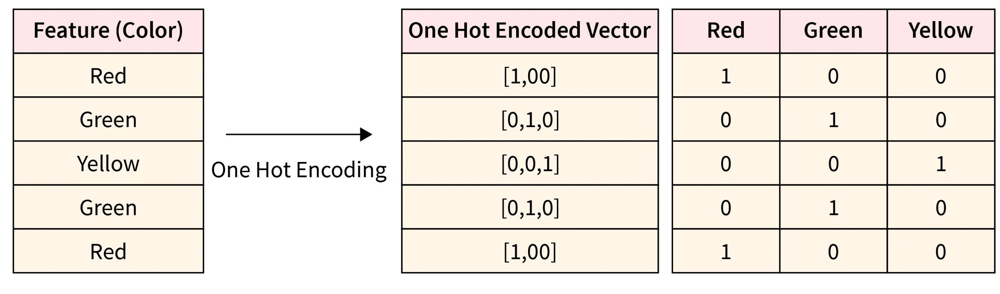 Feature (Color)
Red
Green
Yellow
Green
Red
One Hot Encoding
One Hot Encoded Vector
[1,00]
[0,1,0]
[0,0,1]
[0,1,0]
[1,00]
Red Green Yellow
1 0 0
0 1 0
0 0 1
0 1 0
1 0 0